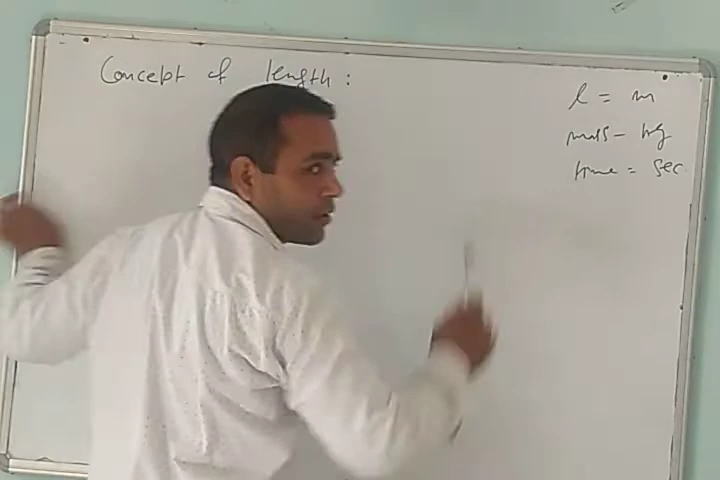 Concept of length :
l = m
mass - kg
time = sec